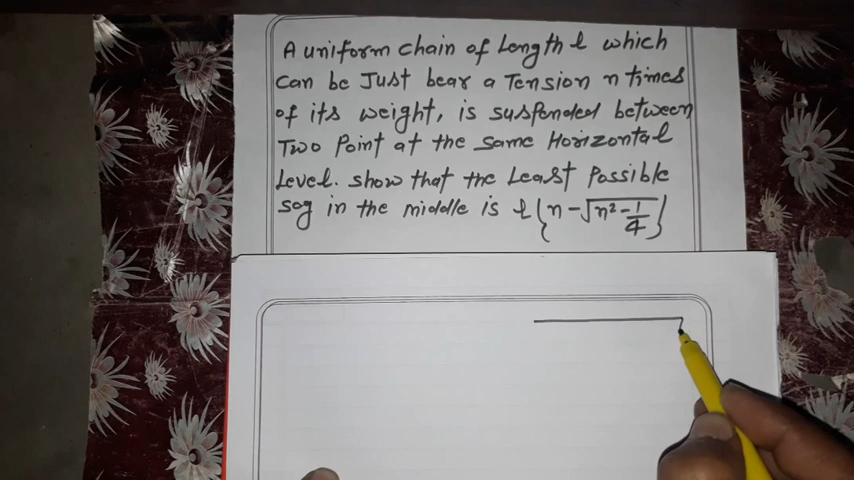 A uniform chain of Length l which
can be Just bear a Tension n times
of its weight, is suspended between
Two Point at the same Horizontal
Level. show that the Least Possible
sag in the middle is l{n-√(n²-1/4)}